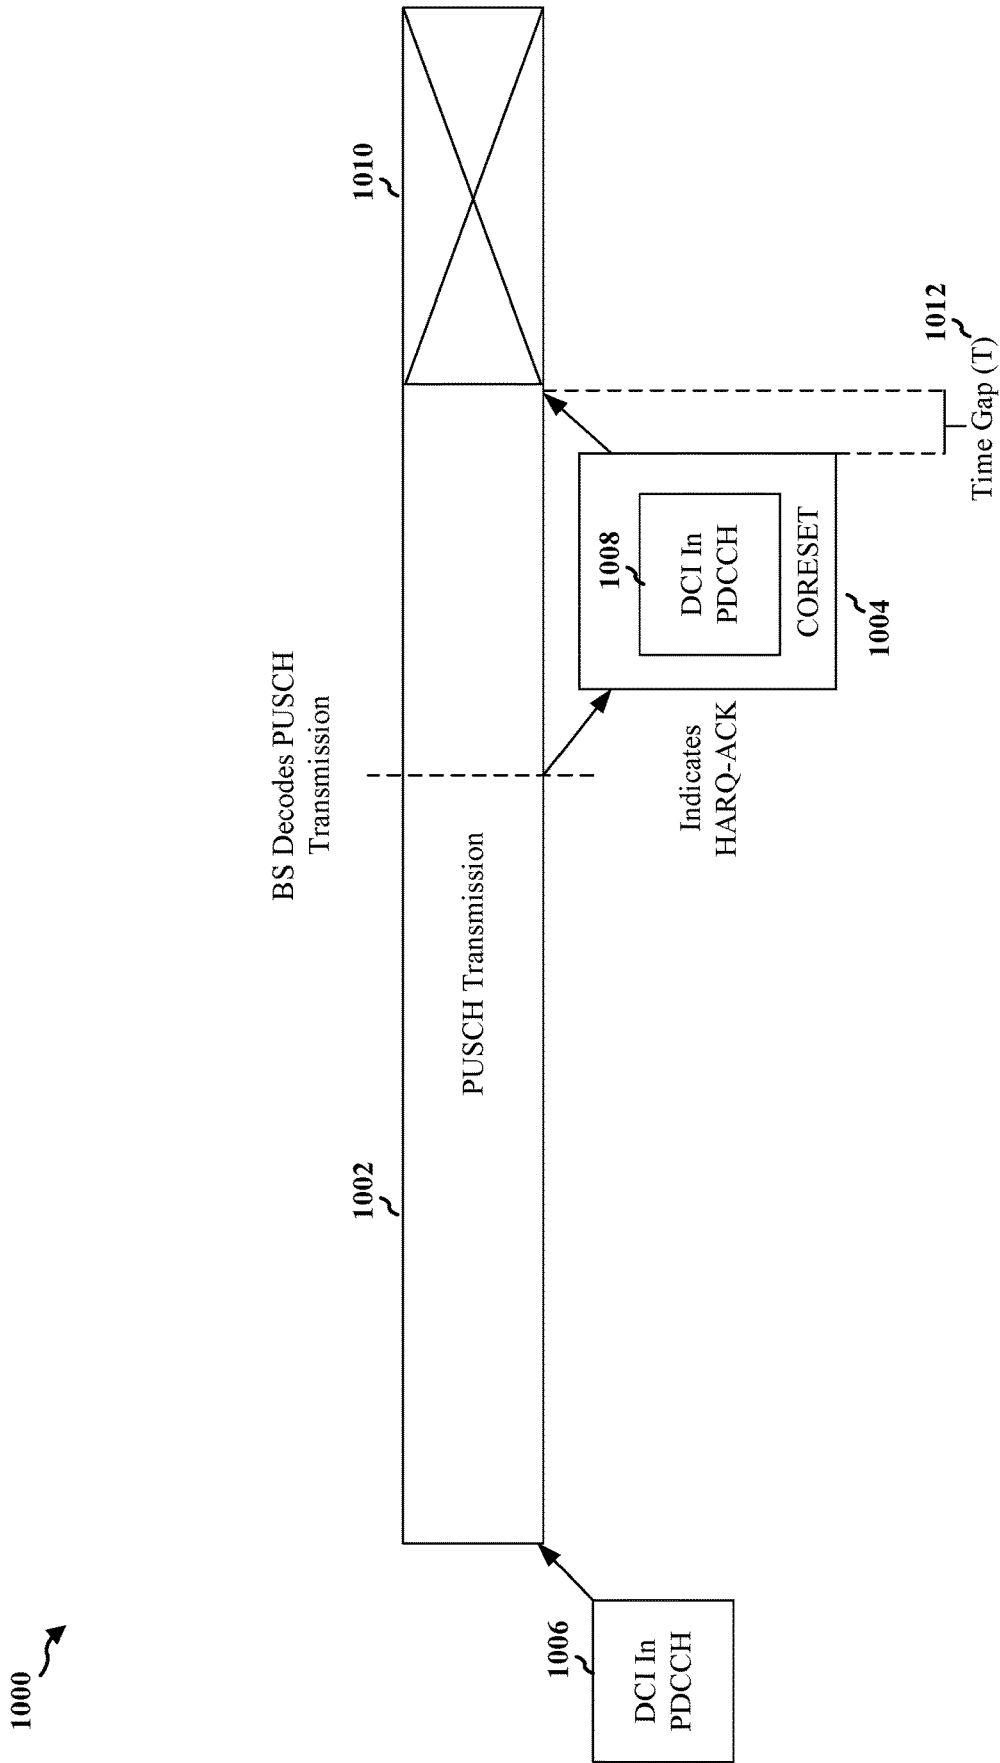 1000
BS Decodes PUSCH
Transmission
1002
1010
PUSCH Transmission
1006
DCI In
PDCCH
Indicates
HARQ-ACK
1008
DCI In
PDCCH
CORESET
1004
1012
Time Gap (T)